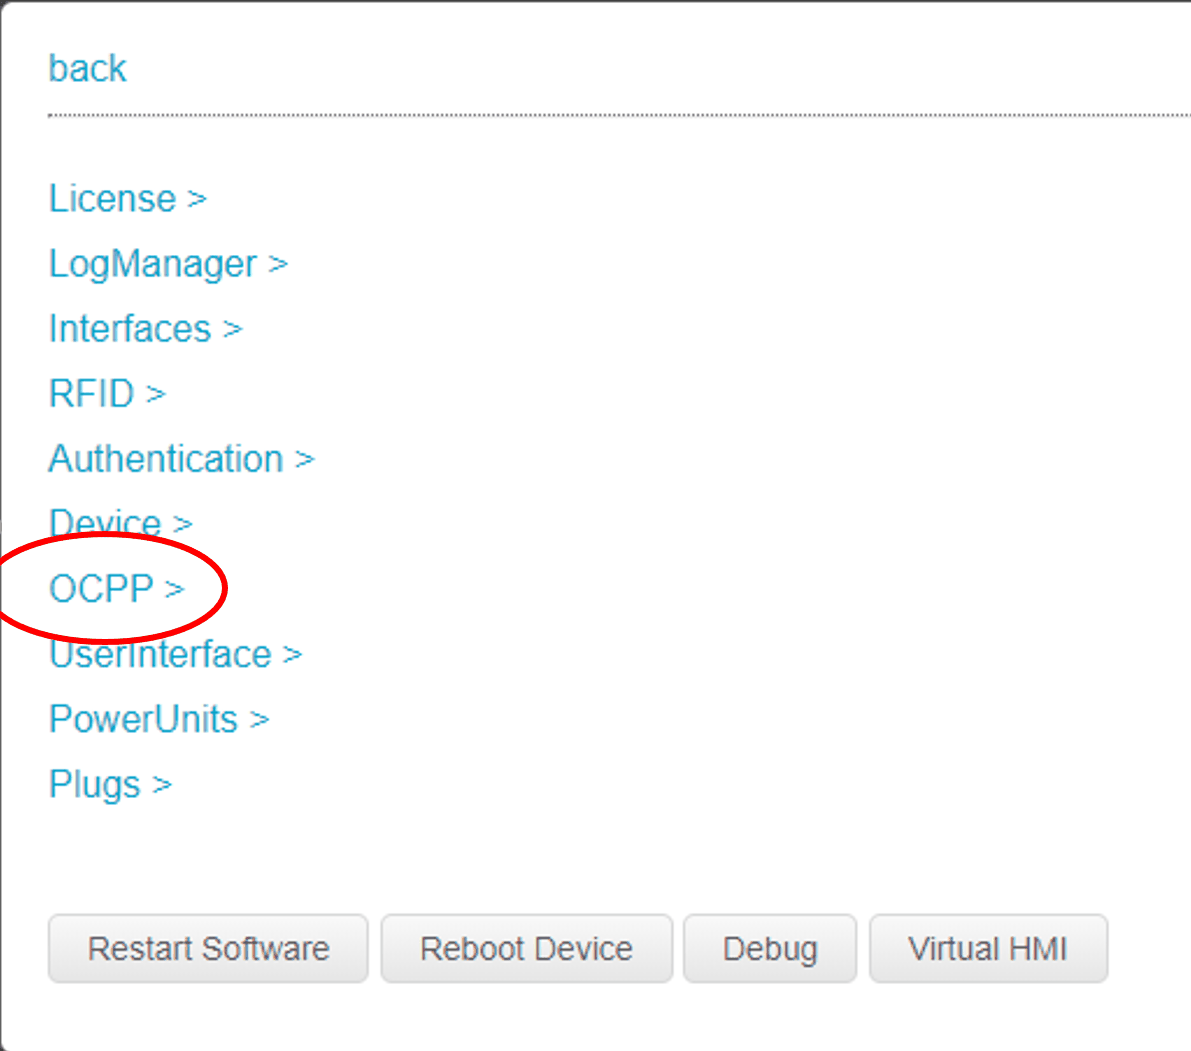 back
License >
LogManager >
Interfaces >
RFID >
Authentication >
Device >
OCPP >
UserInterface >
PowerUnits >
Plugs >
Restart Software Reboot Device Debug Virtual HMI